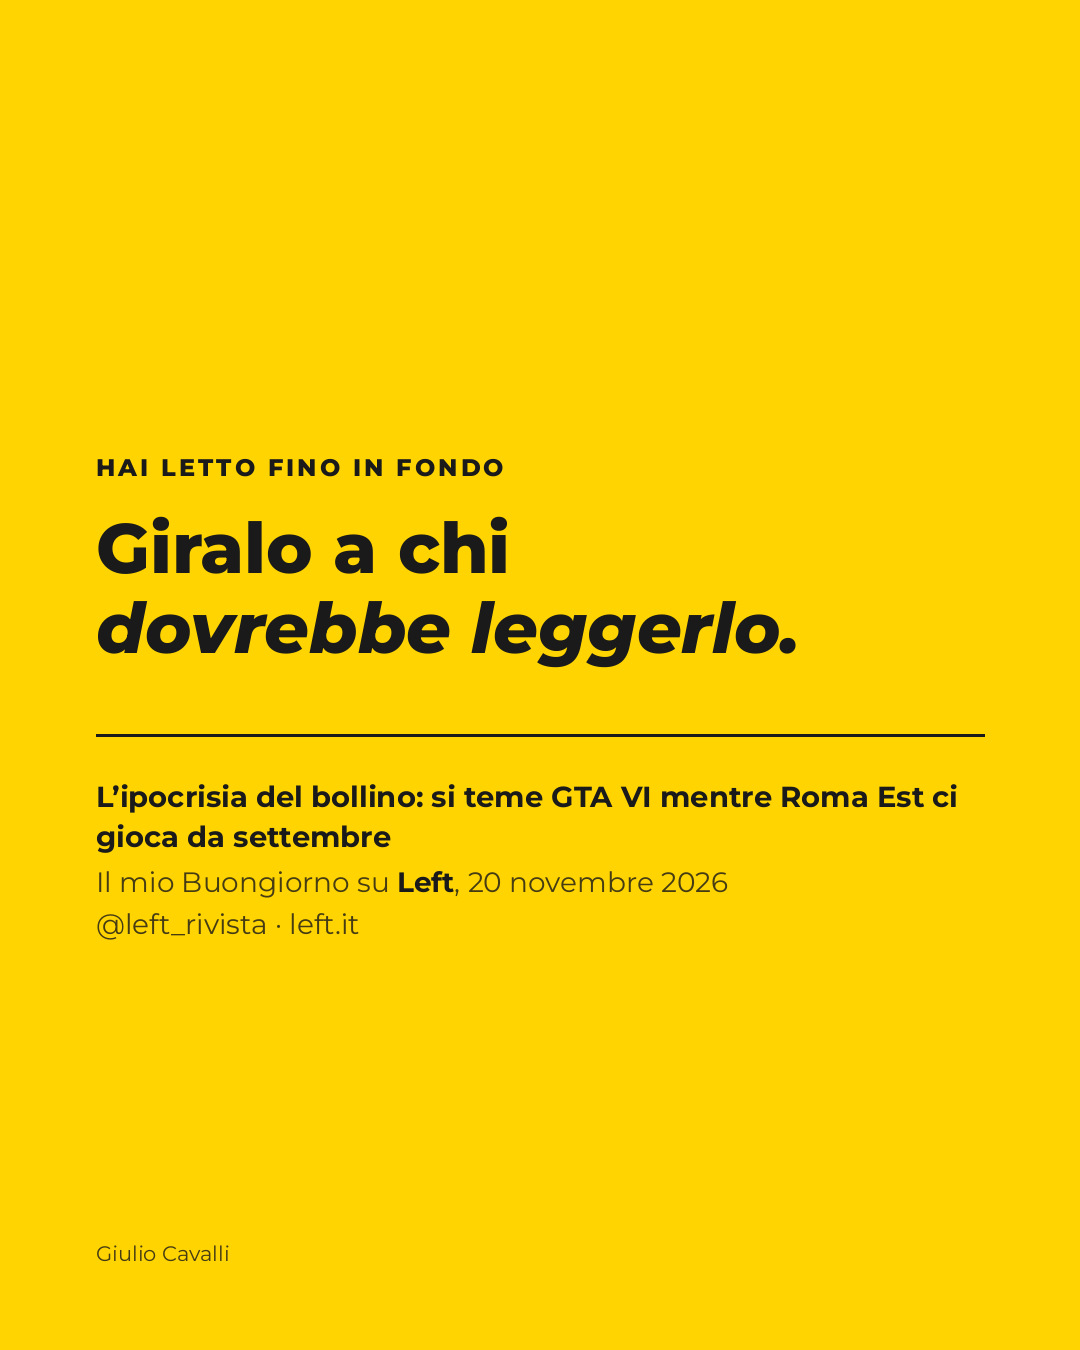 HAI LETTO FINO IN FONDO
Giralo a chi
dovrebbe leggerlo.
L’ipocrisia del bollino: si teme GTA VI mentre Roma Est ci
gioca da settembre
Il mio Buongiorno su Left, 20 novembre 2026
@left_rivista · left.it
Giulio Cavalli